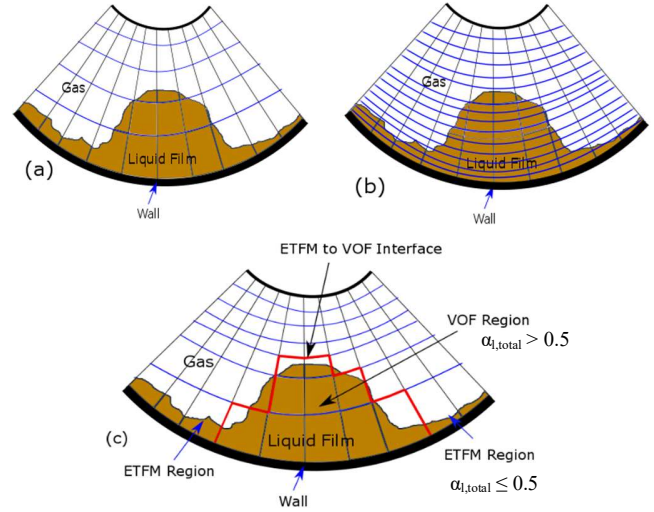 Gas
Liquid Film
(a)
Wall
Gas
Liquid Film
(b)
Wall
ETFM to VOF Interface
VOF Region
αl,total > 0.5
Gas
(c)
Liquid Film
ETFM Region
ETFM Region
Wall
αl,total ≤ 0.5